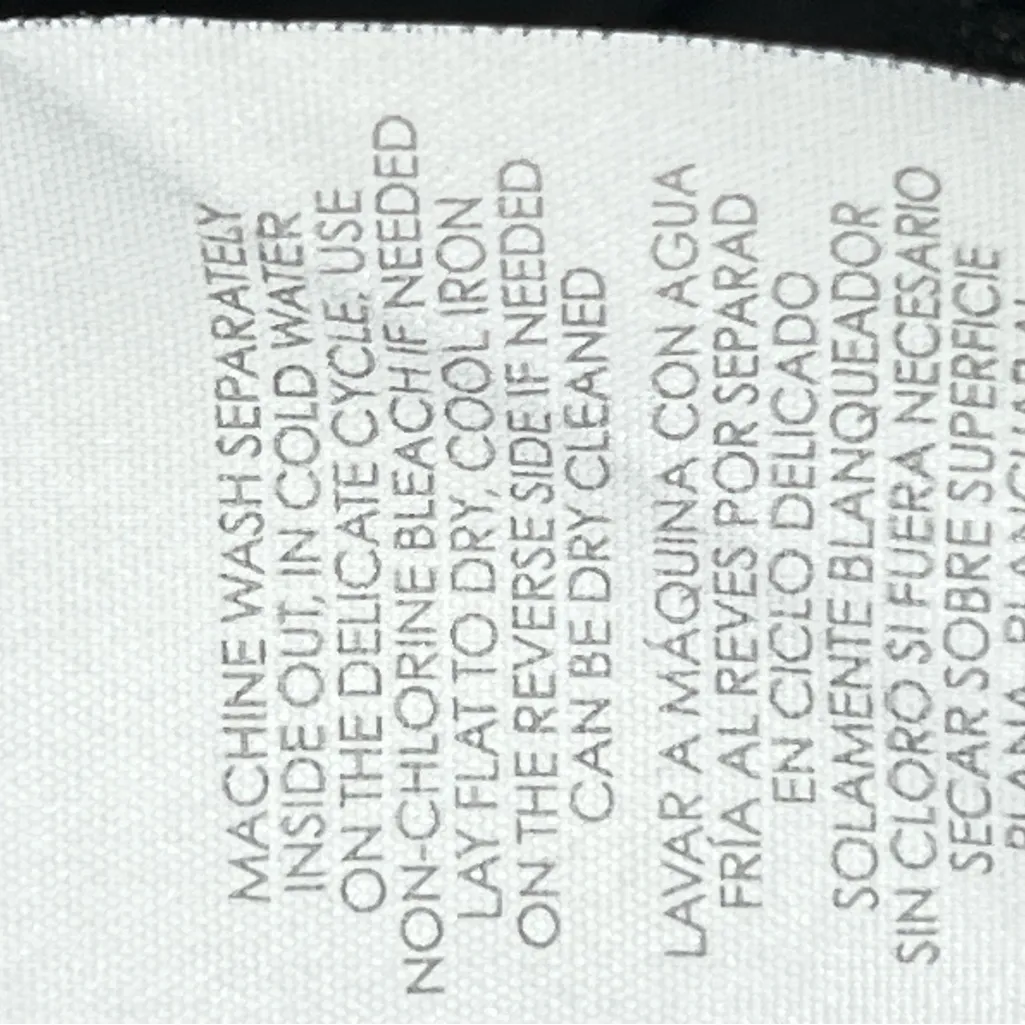 MACHINE WASH SEPARATELY
INSIDE OUT, IN COLD WATER
ON THE DELICATE CYCLE, USE
NON-CHLORINE BLEACH IF NEEDED
LAY FLAT TO DRY, COOL IRON
ON THE REVERSE SIDE IF NEEDED
CAN BE DRY CLEANED
LAVAR A MÁQUINA CON AGUA
FRÍA AL REVES POR SEPARAD
EN CICLO DELICADO
SOLAMENTE BLANQUEADOR
SIN CLORO SI FUERA NECESARIO
SECAR SOBRE SUPERFICIE